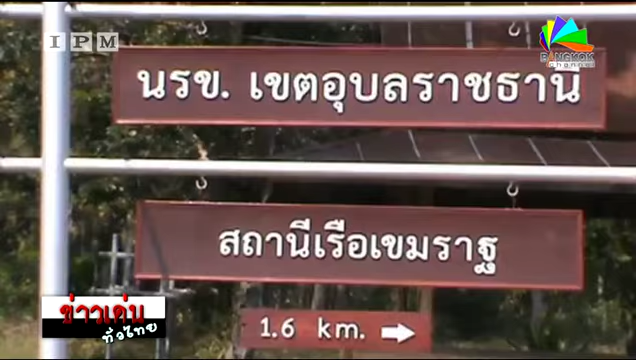 IPM
BANGKOK
channel
นรข. เขตอุบลราชธานี
สถานีเรือเขมราฐ
1.6 km.
ข่าวเด่น
ทั่วไทย